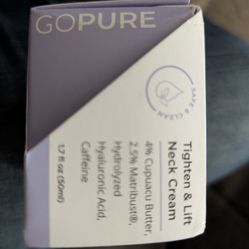 GOPURE
SAFE & CLEAN
Tighten & Lift
Neck Cream
4% Cupuacu Butter,
2.5% Matribust®,
Hydrolyzed
Hyaluronic Acid,
Caffeine
1.7 fl oz (50ml)